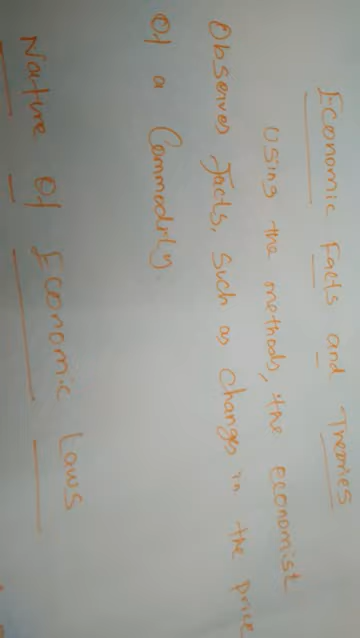 Economic Facts and Treories
Using the methods, the economist
Observes facts, such as changes in the price
Of a Commodity
Nature Of Economic Laws